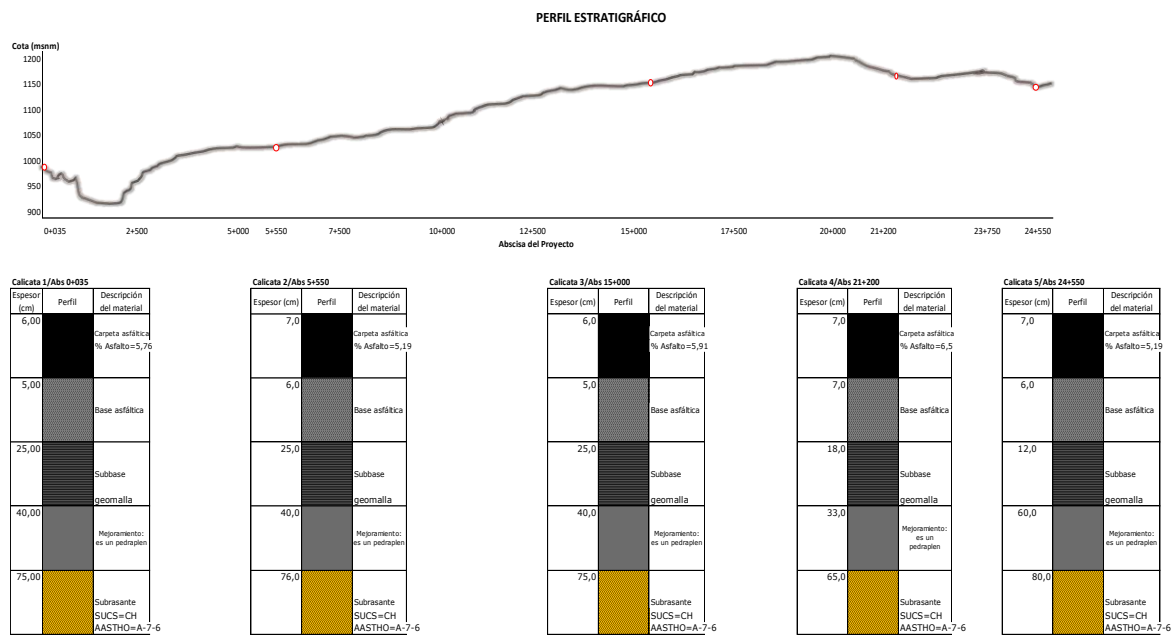 PERFIL ESTRATIGRÁFICO
Cota (msnm)
1200
1150
1100
1050
1000
950
900
0+035 2+500 5+000 5+550 7+500 10+000 12+500 15+000 17+500 20+000 21+200 23+750 24+550
Abscisa del Proyecto
Calicata 1/Abs 0+035
Espesor (cm) Perfil Descripción del material
6,00 Carpeta asfáltica
% Asfalto=5,76
5,00 Base asfáltica
25,00 Subbase
geomalla
40,00 Mejoramiento:
es un pedraplen
75,00 Subrasante
SUCS=CH
AASTHO=A-7-6
Calicata 2/Abs 5+550
Espesor (cm) Perfil Descripción del material
7,0 Carpeta asfáltica
% Asfalto=5,19
6,0 Base asfáltica
25,0 Subbase
geomalla
40,0 Mejoramiento:
es un pedraplen
76,0 Subrasante
SUCS=CH
AASTHO=A-7-6
Calicata 3/Abs 15+000
Espesor (cm) Perfil Descripción del material
6,0 Carpeta asfáltica
% Asfalto=5,91
5,0 Base asfáltica
25,0 Subbase
geomalla
40,0 Mejoramiento:
es un pedraplen
75,0 Subrasante
SUCS=CH
AASTHO=A-7-6
Calicata 4/Abs 21+200
Espesor (cm) Perfil Descripción del material
7,0 Carpeta asfáltica
% Asfalto=6,5
7,0 Base asfáltica
18,0 Subbase
geomalla
33,0 Mejoramiento:
es un
pedraplen
65,0 Subrasante
SUCS=CH
AASTHO=A-7-6
Calicata 5/Abs 24+550
Espesor (cm) Perfil Descripción del material
7,0 Carpeta asfáltica
% Asfalto=5,19
6,0 Base asfáltica
12,0 Subbase
geomalla
60,0 Mejoramiento:
es un pedraplen
80,0 Subrasante
SUCS=CH
AASTHO=A-7-6